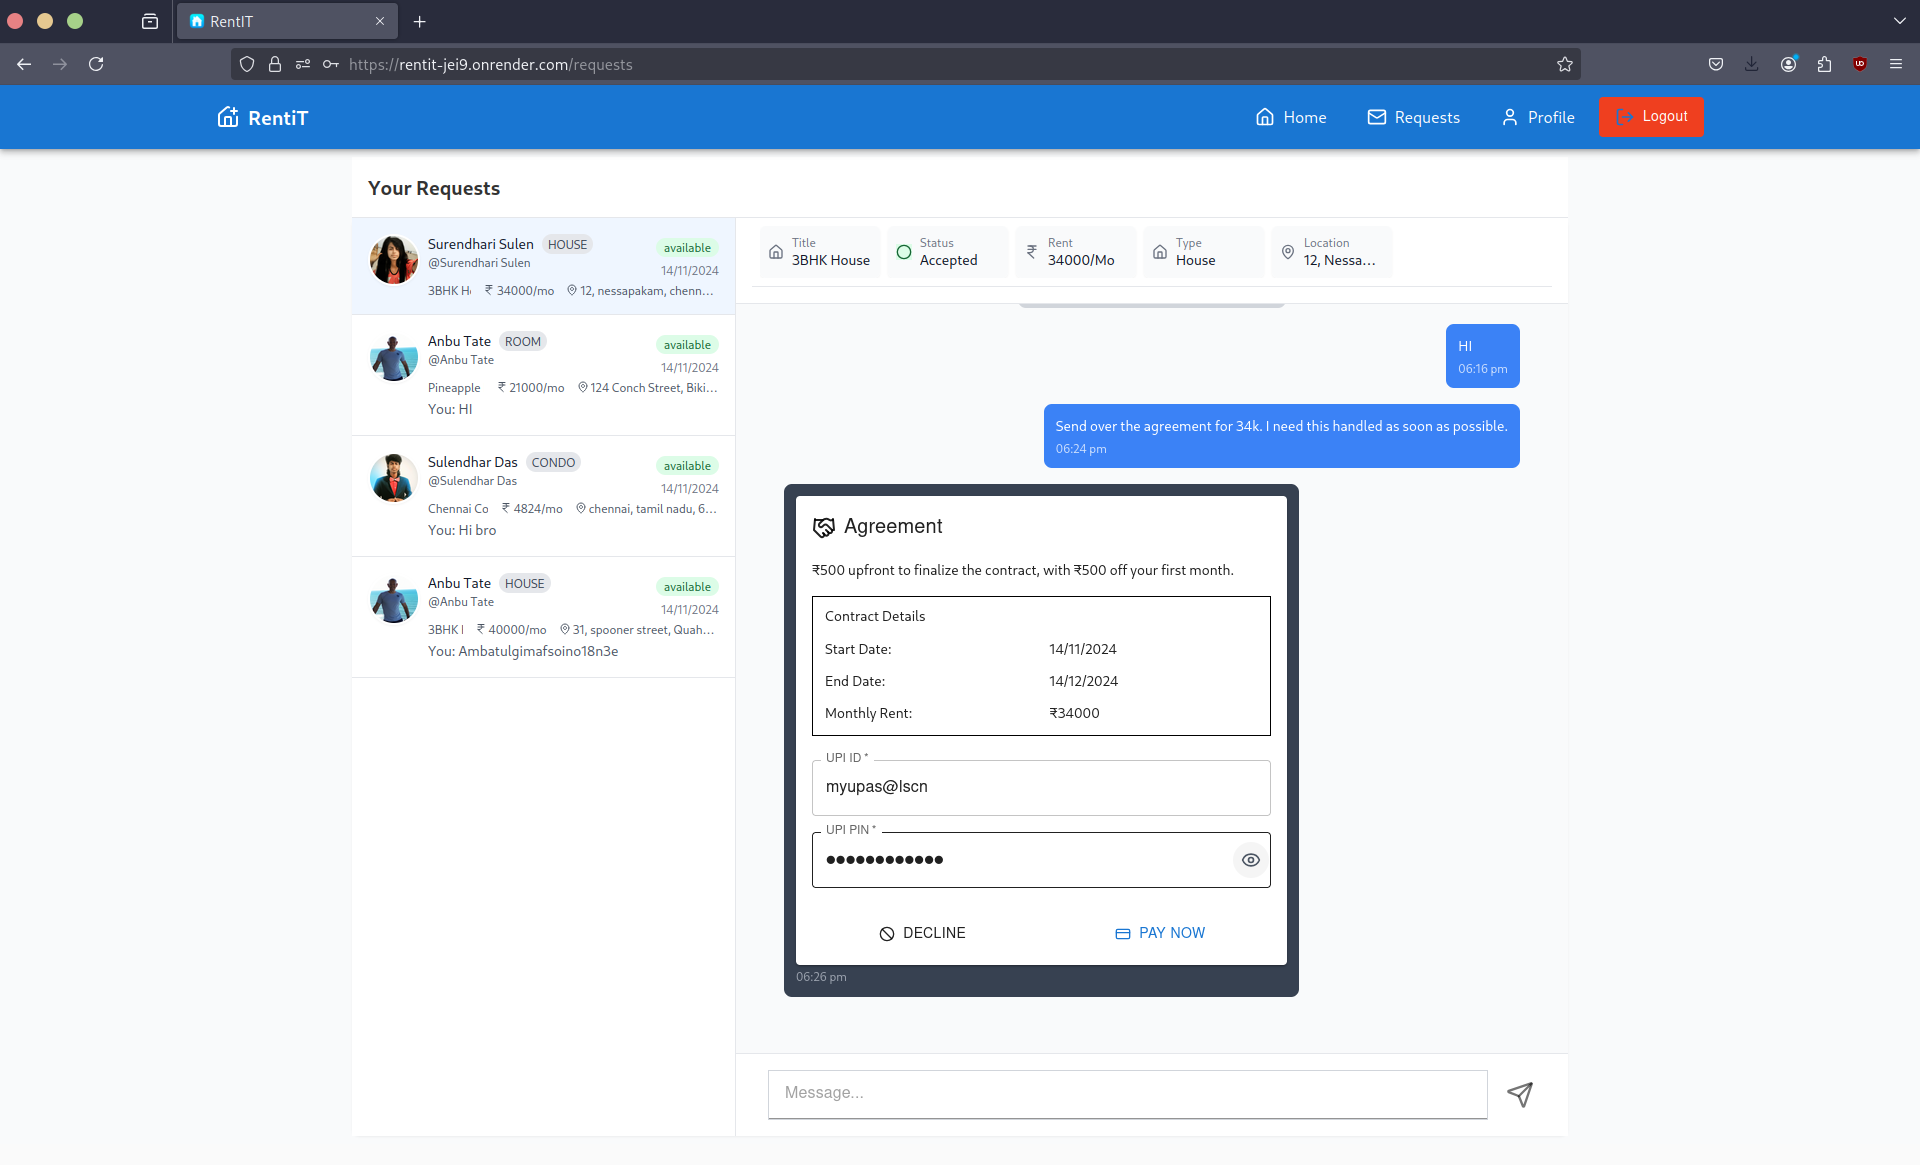 RentIT
https://rentit-jei9.onrender.com/requests
RentiT
Home
Requests
Profile
Logout
Your Requests
Surendhari Sulen HOUSE
available
@Surendhari Sulen
14/11/2024
3BHK H ₹ 34000/mo 12, nessapakam, chenn...
Anbu Tate ROOM
available
@Anbu Tate
14/11/2024
Pineapple ₹ 21000/mo 124 Conch Street, Biki...
You: HI
Sulendhar Das CONDO
available
@Sulendhar Das
14/11/2024
Chennai Co ₹ 4824/mo chennai, tamil nadu, 6...
You: Hi bro
Anbu Tate HOUSE
available
@Anbu Tate
14/11/2024
3BHK ₹ 40000/mo 31, spooner street, Quah...
You: Ambatulgimafsoino18n3e
Title
3BHK House
Status
Accepted
Rent
34000/Mo
Type
House
Location
12, Nessa...
HI
06:16 pm
Send over the agreement for 34k. I need this handled as soon as possible.
06:24 pm
Agreement
₹500 upfront to finalize the contract, with ₹500 off your first month.
Contract Details
Start Date: 14/11/2024
End Date: 14/12/2024
Monthly Rent: ₹34000
UPI ID *
myupas@lscn
UPI PIN *
••••••••••••
DECLINE
PAY NOW
06:26 pm
Message...